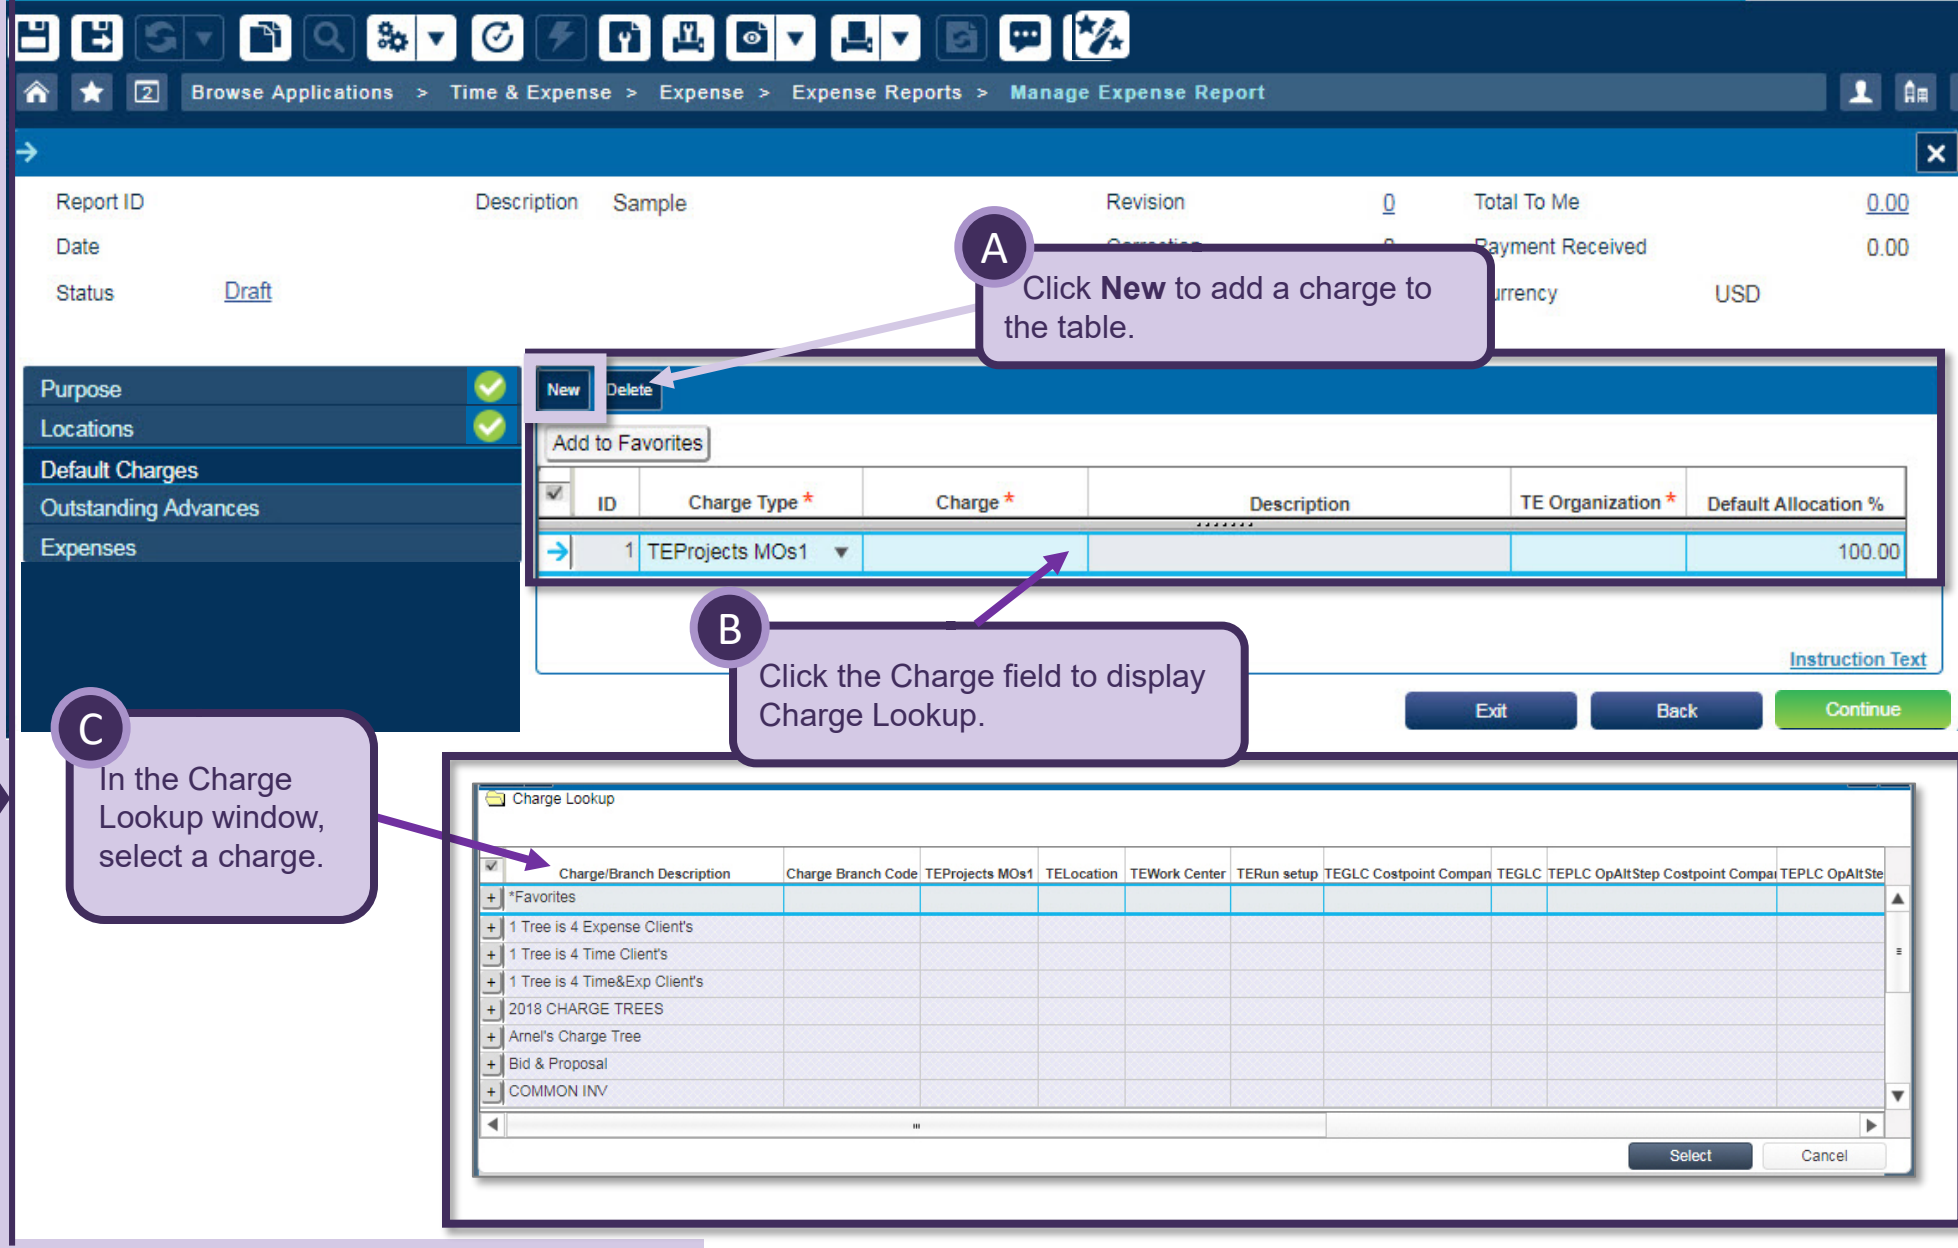 2
Browse Applications > Time & Expense > Expense > Expense Reports > Manage Expense Report
Report ID
Description Sample
Revision 0
Total To Me 0.00
Date
Payment Received 0.00
Status Draft
USD
A
Click New to add a charge to
the table.
Purpose
Locations
Default Charges
Outstanding Advances
Expenses
New Delete
Add to Favorites
ID Charge Type * Charge * Description TE Organization * Default Allocation %
1 TEProjects MOs1 100.00
B
Click the Charge field to display
Charge Lookup.
Instruction Text
Exit Back Continue
C
In the Charge
Lookup window,
select a charge.
Charge Lookup
Charge/Branch Description Charge Branch Code TEProjects MOs1 TELocation TEWork Center TERun setup TEGLC Costpoint Compan TEGLC TEPLC OpAltStep Costpoint Compai TEPLC OpAltSte
+ *Favorites
+ 1 Tree is 4 Expense Client's
+ 1 Tree is 4 Time Client's
+ 1 Tree is 4 Time&Exp Client's
+ 2018 CHARGE TREES
+ Arnel's Charge Tree
+ Bid & Proposal
+ COMMON INV
Select Cancel